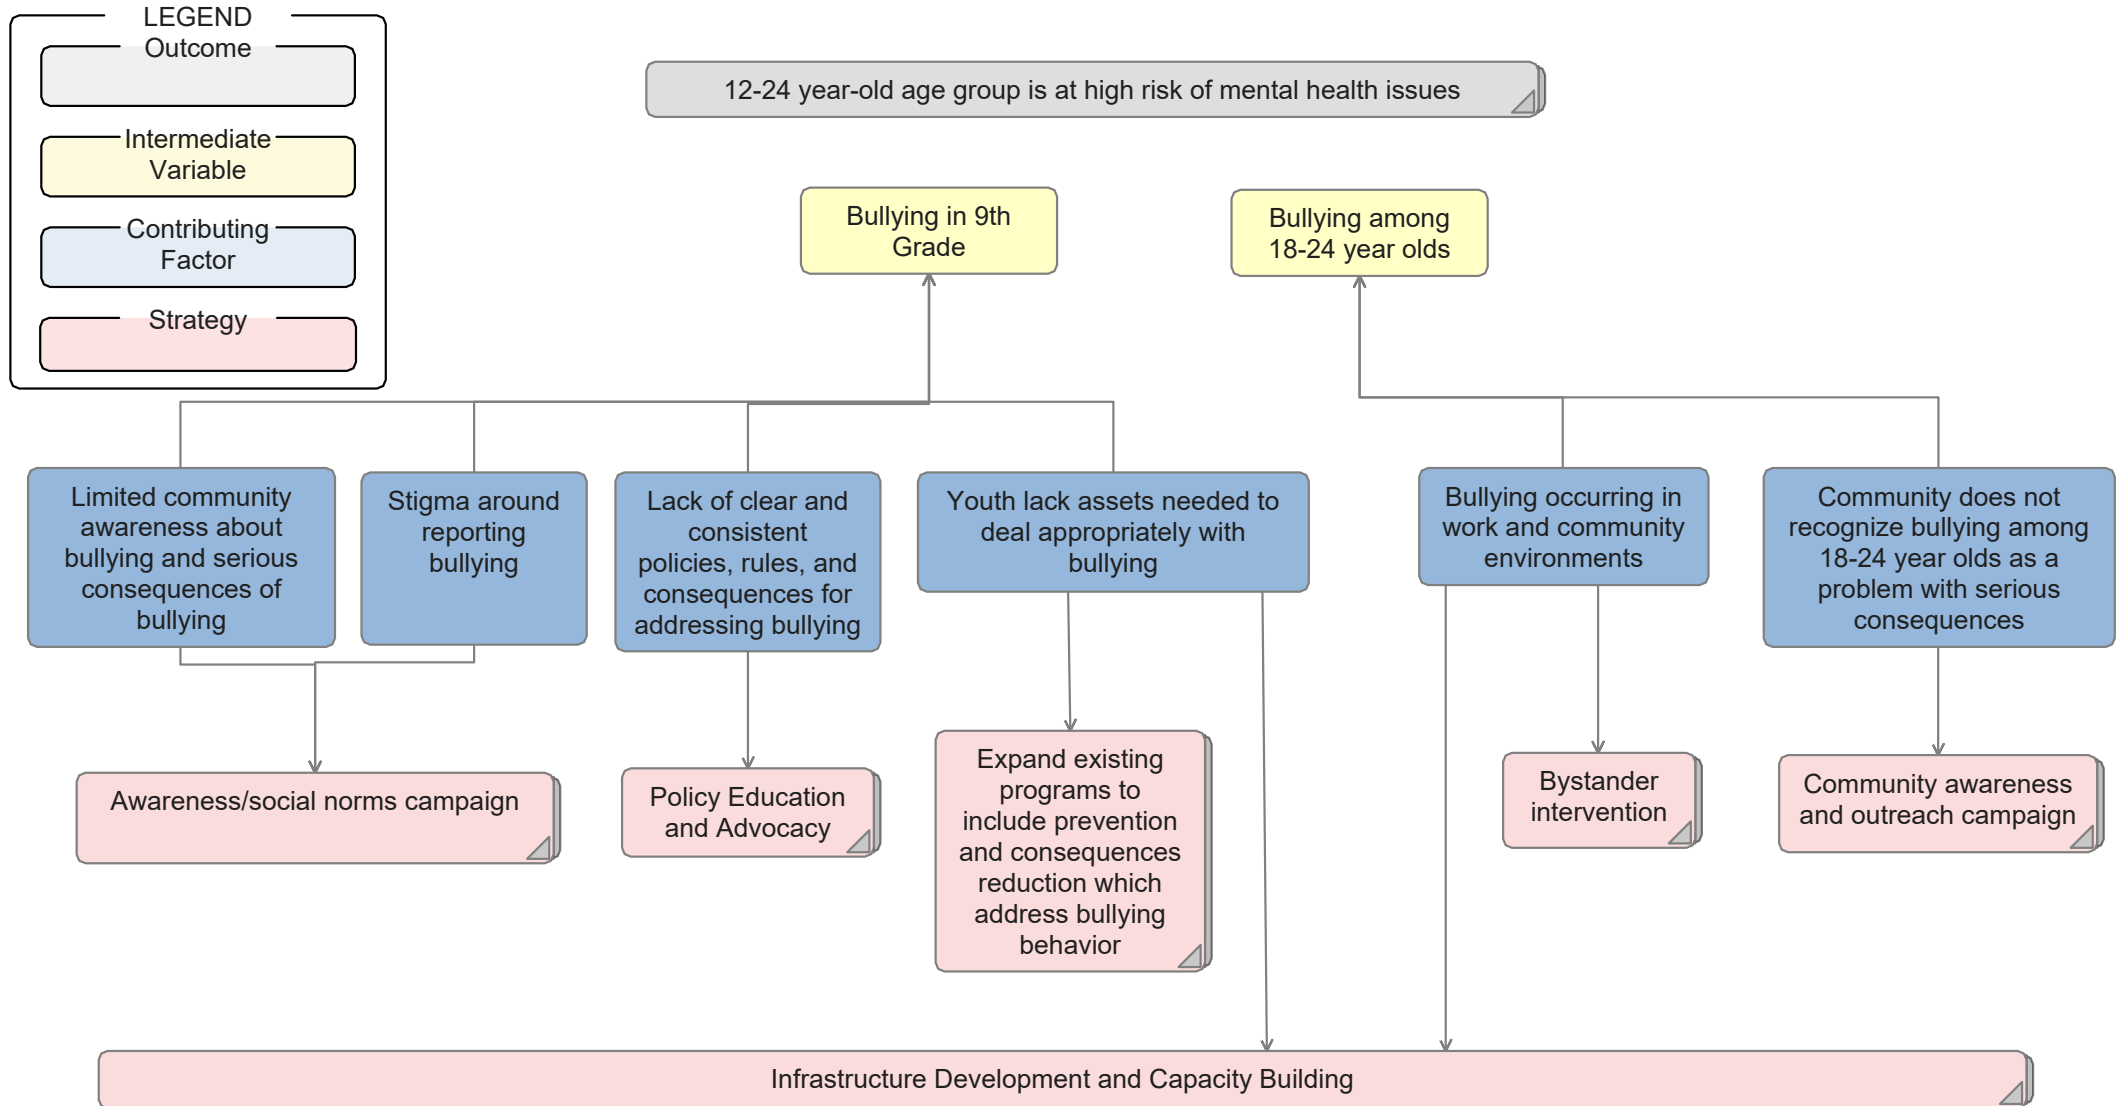 LEGEND
Outcome
Intermediate
Variable
Contributing
Factor
Strategy
12-24 year-old age group is at high risk of mental health issues
Bullying in 9th
Grade
Bullying among
18-24 year olds
Limited community
awareness about
bullying and serious
consequences of
bullying
Stigma around
reporting
bullying
Lack of clear and
consistent
policies, rules, and
consequences for
addressing bullying
Youth lack assets needed to
deal appropriately with
bullying
Bullying occurring in
work and community
environments
Community does not
recognize bullying among
18-24 year olds as a
problem with serious
consequences
Awareness/social norms campaign
Policy Education
and Advocacy
Expand existing
programs to
include prevention
and consequences
reduction which
address bullying
behavior
Bystander
intervention
Community awareness
and outreach campaign
Infrastructure Development and Capacity Building